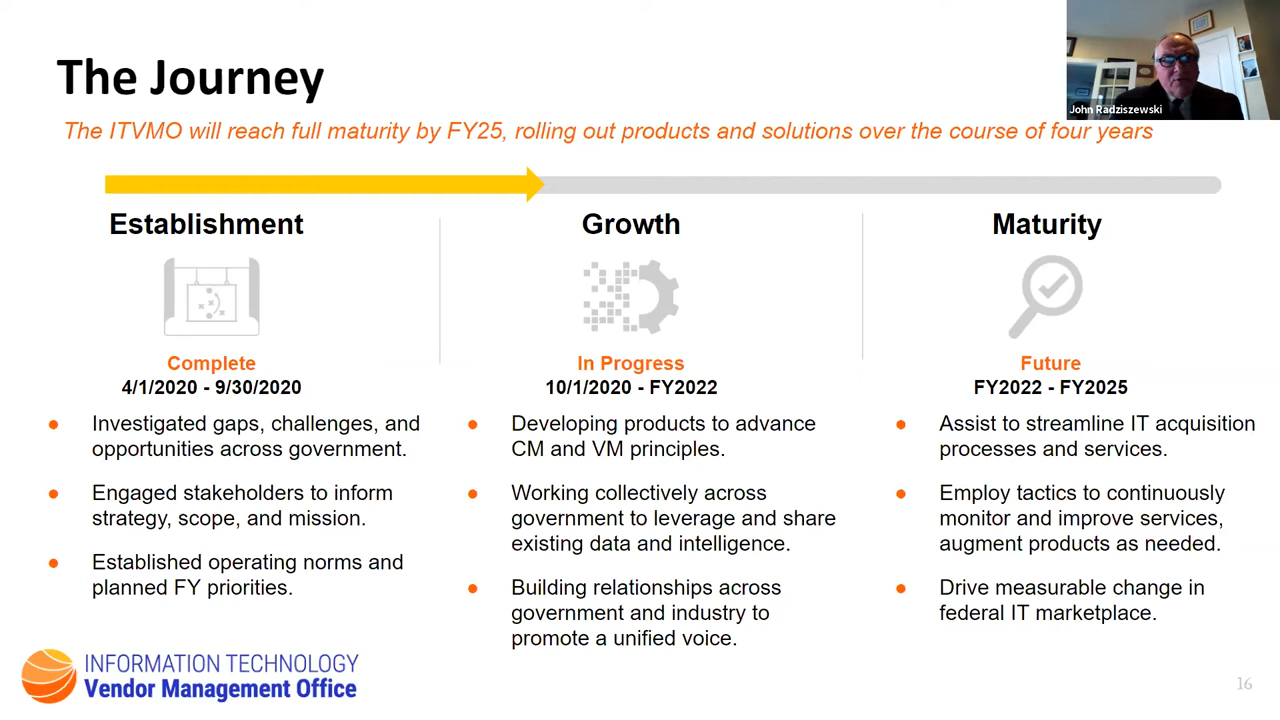 The Journey
John Radziszewski
The ITVMO will reach full maturity by FY25, rolling out products and solutions over the course of four years
Establishment
Complete
4/1/2020 - 9/30/2020
● Investigated gaps, challenges, and
opportunities across government.
● Engaged stakeholders to inform
strategy, scope, and mission.
● Established operating norms and
planned FY priorities.
Growth
In Progress
10/1/2020 - FY2022
● Developing products to advance
CM and VM principles.
● Working collectively across
government to leverage and share
existing data and intelligence.
● Building relationships across
government and industry to
promote a unified voice.
Maturity
Future
FY2022 - FY2025
● Assist to streamline IT acquisition
processes and services.
● Employ tactics to continuously
monitor and improve services,
augment products as needed.
● Drive measurable change in
federal IT marketplace.
INFORMATION TECHNOLOGY
Vendor Management Office
16